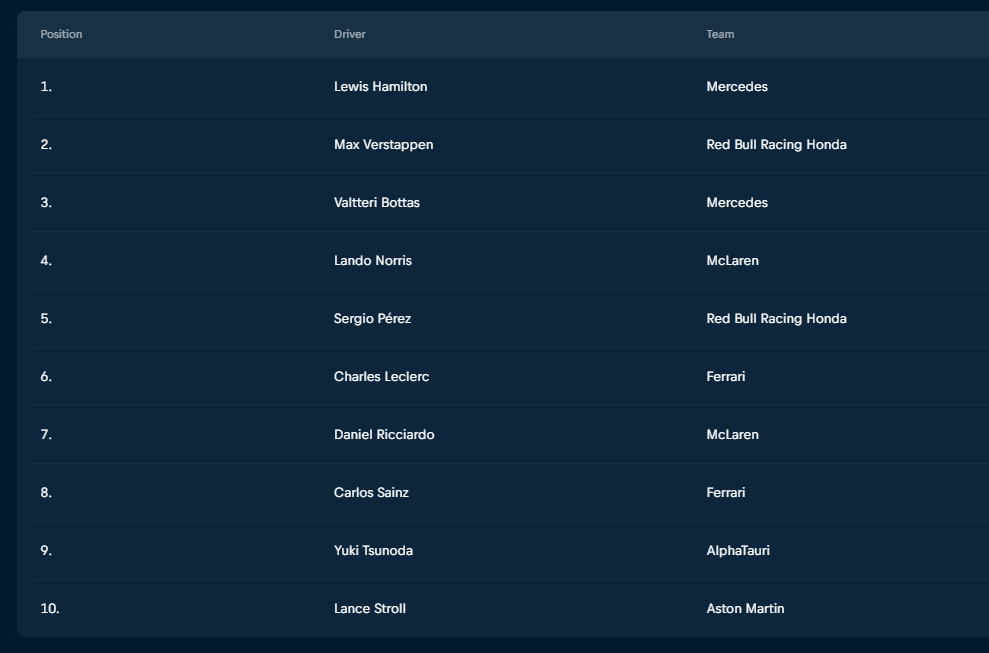 Position Driver Team
1. Lewis Hamilton Mercedes
2. Max Verstappen Red Bull Racing Honda
3. Valtteri Bottas Mercedes
4. Lando Norris McLaren
5. Sergio Pérez Red Bull Racing Honda
6. Charles Leclerc Ferrari
7. Daniel Ricciardo McLaren
8. Carlos Sainz Ferrari
9. Yuki Tsunoda AlphaTauri
10. Lance Stroll Aston Martin